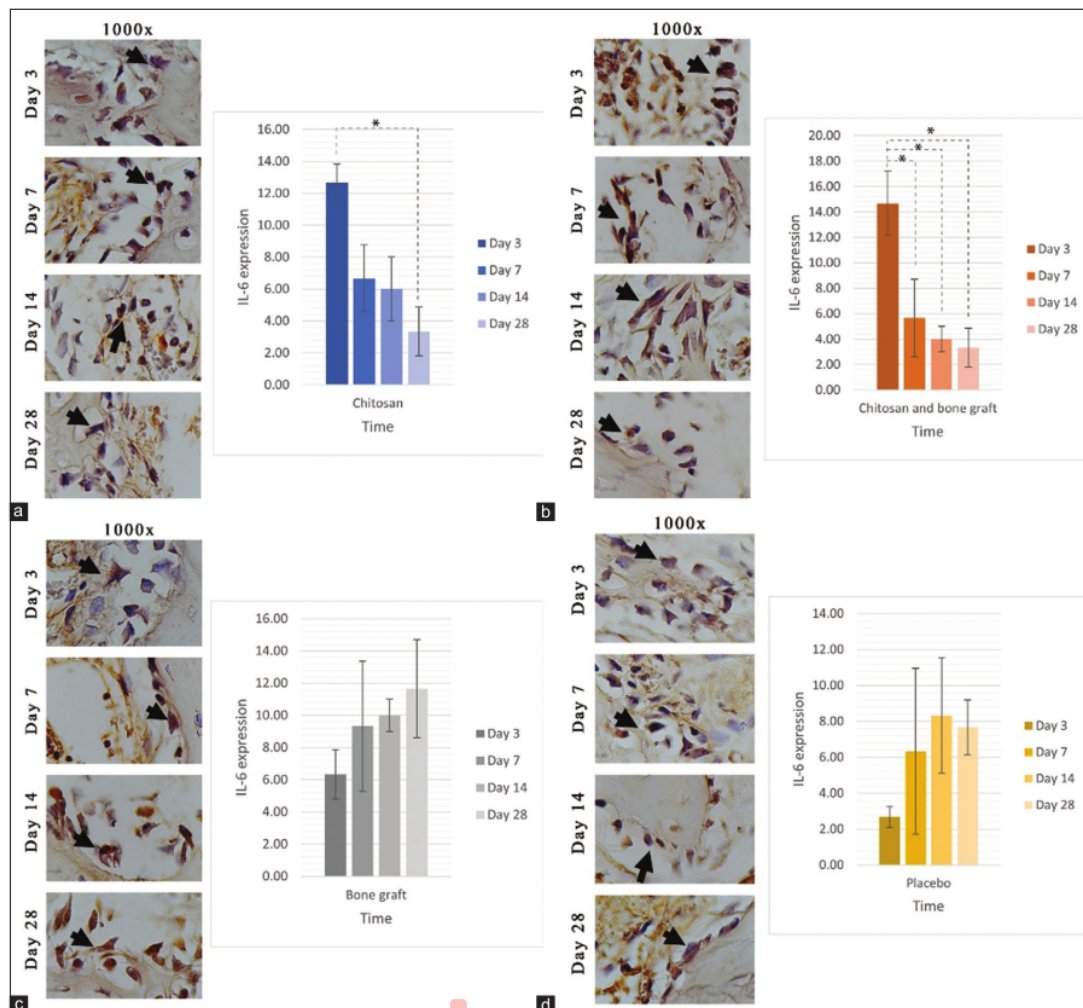 1000x
Day 3
Day 7
Day 14
Day 28
16.00
14.00
12.00
10.00
8.00
6.00
4.00
2.00
0.00
IL-6 expression
*
Chitosan
Time
Day 3
Day 7
Day 14
Day 28
a
1000x
Day 3
Day 7
Day 14
Day 28
20.00
18.00
16.00
14.00
12.00
10.00
8.00
6.00
4.00
2.00
0.00
IL-6 expression
*
*
*
Chitosan and bone graft
Time
Day 3
Day 7
Day 14
Day 28
b
1000x
Day 3
Day 7
Day 14
Day 28
16.00
14.00
12.00
10.00
8.00
6.00
4.00
2.00
0.00
IL-6 expression
Bone graft
Time
Day 3
Day 7
Day 14
Day 28
c
1000x
Day 3
Day 7
Day 14
Day 28
14.00
12.00
10.00
8.00
6.00
4.00
2.00
0.00
IL-6 expression
Placebo
Time
Day 3
Day 7
Day 14
Day 28
d